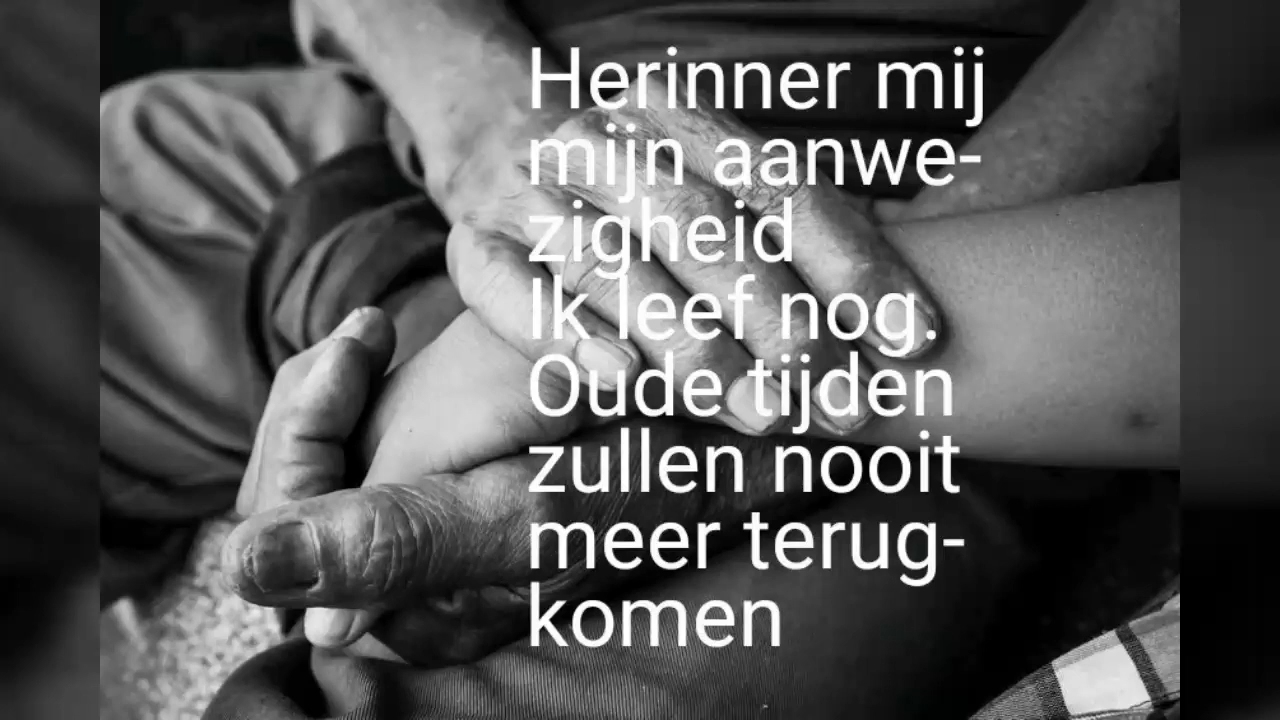 Herinner mij
mijn aanwe-
zigheid
Ik leef nog.
Oude tijden
zullen nooit
meer terug-
komen